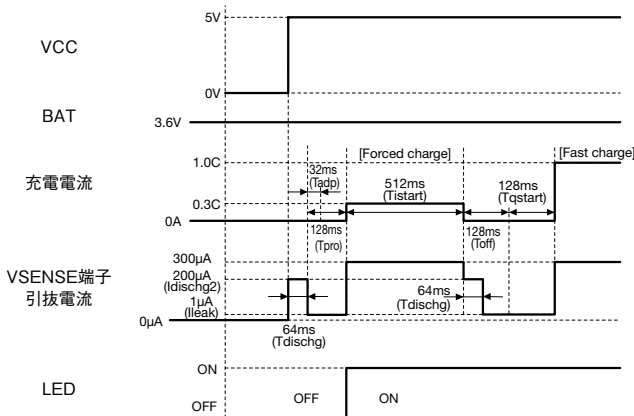 5V
VCC
0V
BAT
3.6V
[Forced charge]
[Fast charge]
1.0C
32ms
(Tadp)
充電電流
512ms
(Tistart)
128ms
(Tqstart)
0.3C
0A
128ms
(Tpro)
128ms
(Toff)
300μA
200μA
(Idischg2)
VSENSE端子
引抜電流
1μA
(Ileak)
64ms
(Tdischg)
0μA
64ms
(Tdischg)
ON
LED
OFF
OFF
ON